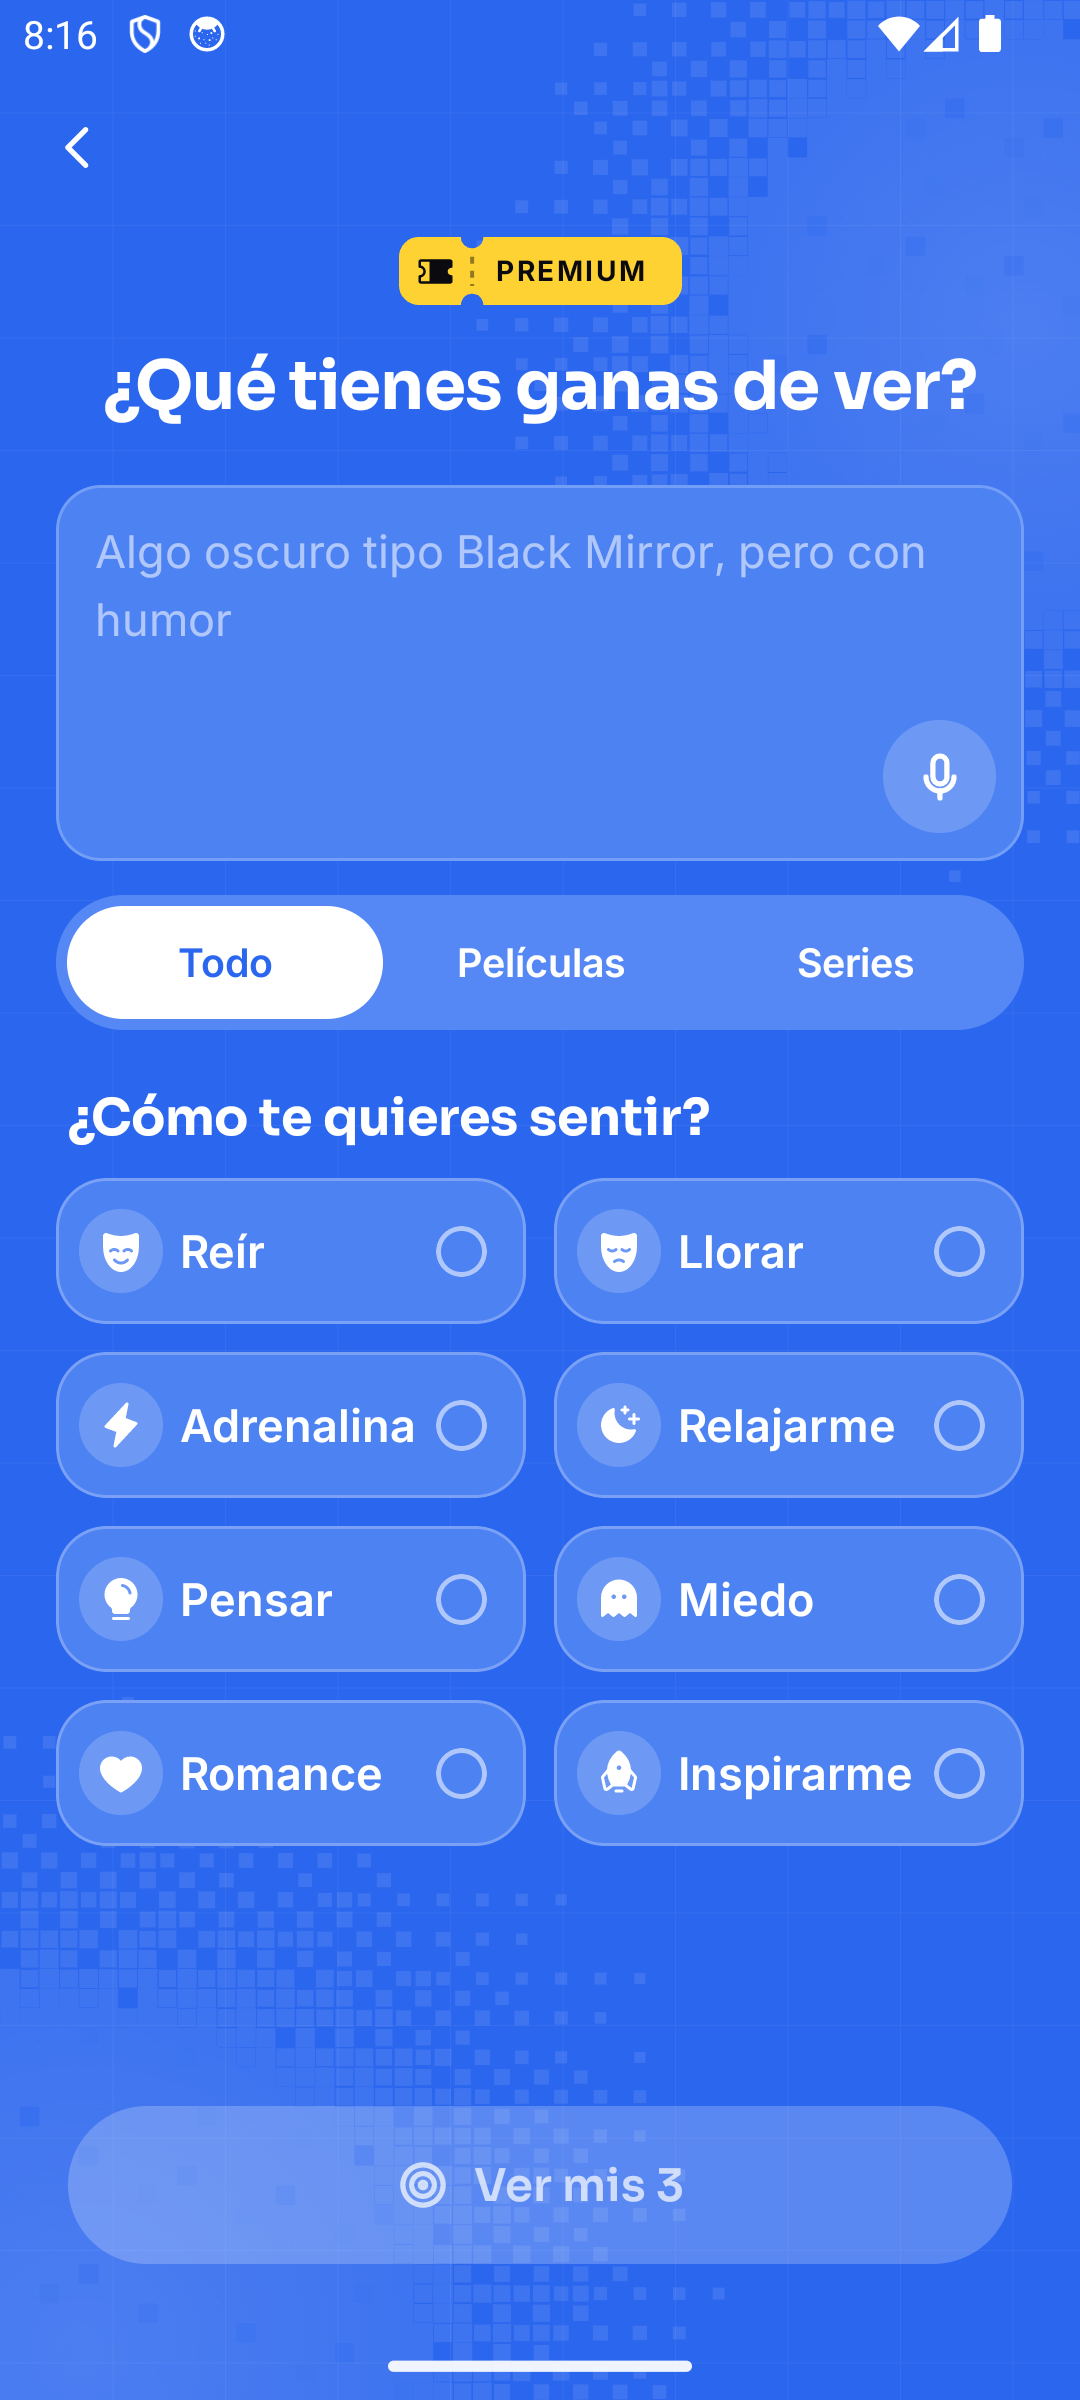 8:16
PREMIUM
¿Qué tienes ganas de ver?
Algo oscuro tipo Black Mirror, pero con
humor
Todo
Películas
Series
¿Cómo te quieres sentir?
Reír
Llorar
Adrenalina
Relajarme
Pensar
Miedo
Romance
Inspirarme
Ver mis 3